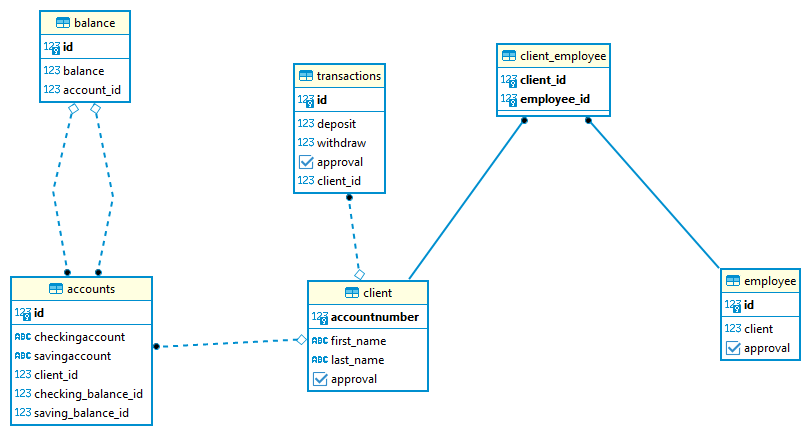 balance
123 id
123 balance
123 account_id
transactions
123 id
123 deposit
123 withdraw
approval
123 client_id
client_employee
123 client_id
123 employee_id
accounts
123 id
ABC checkingaccount
ABC savingaccount
123 client_id
123 checking_balance_id
123 saving_balance_id
client
123 accountnumber
ABC first_name
ABC last_name
approval
employee
123 id
123 client
approval